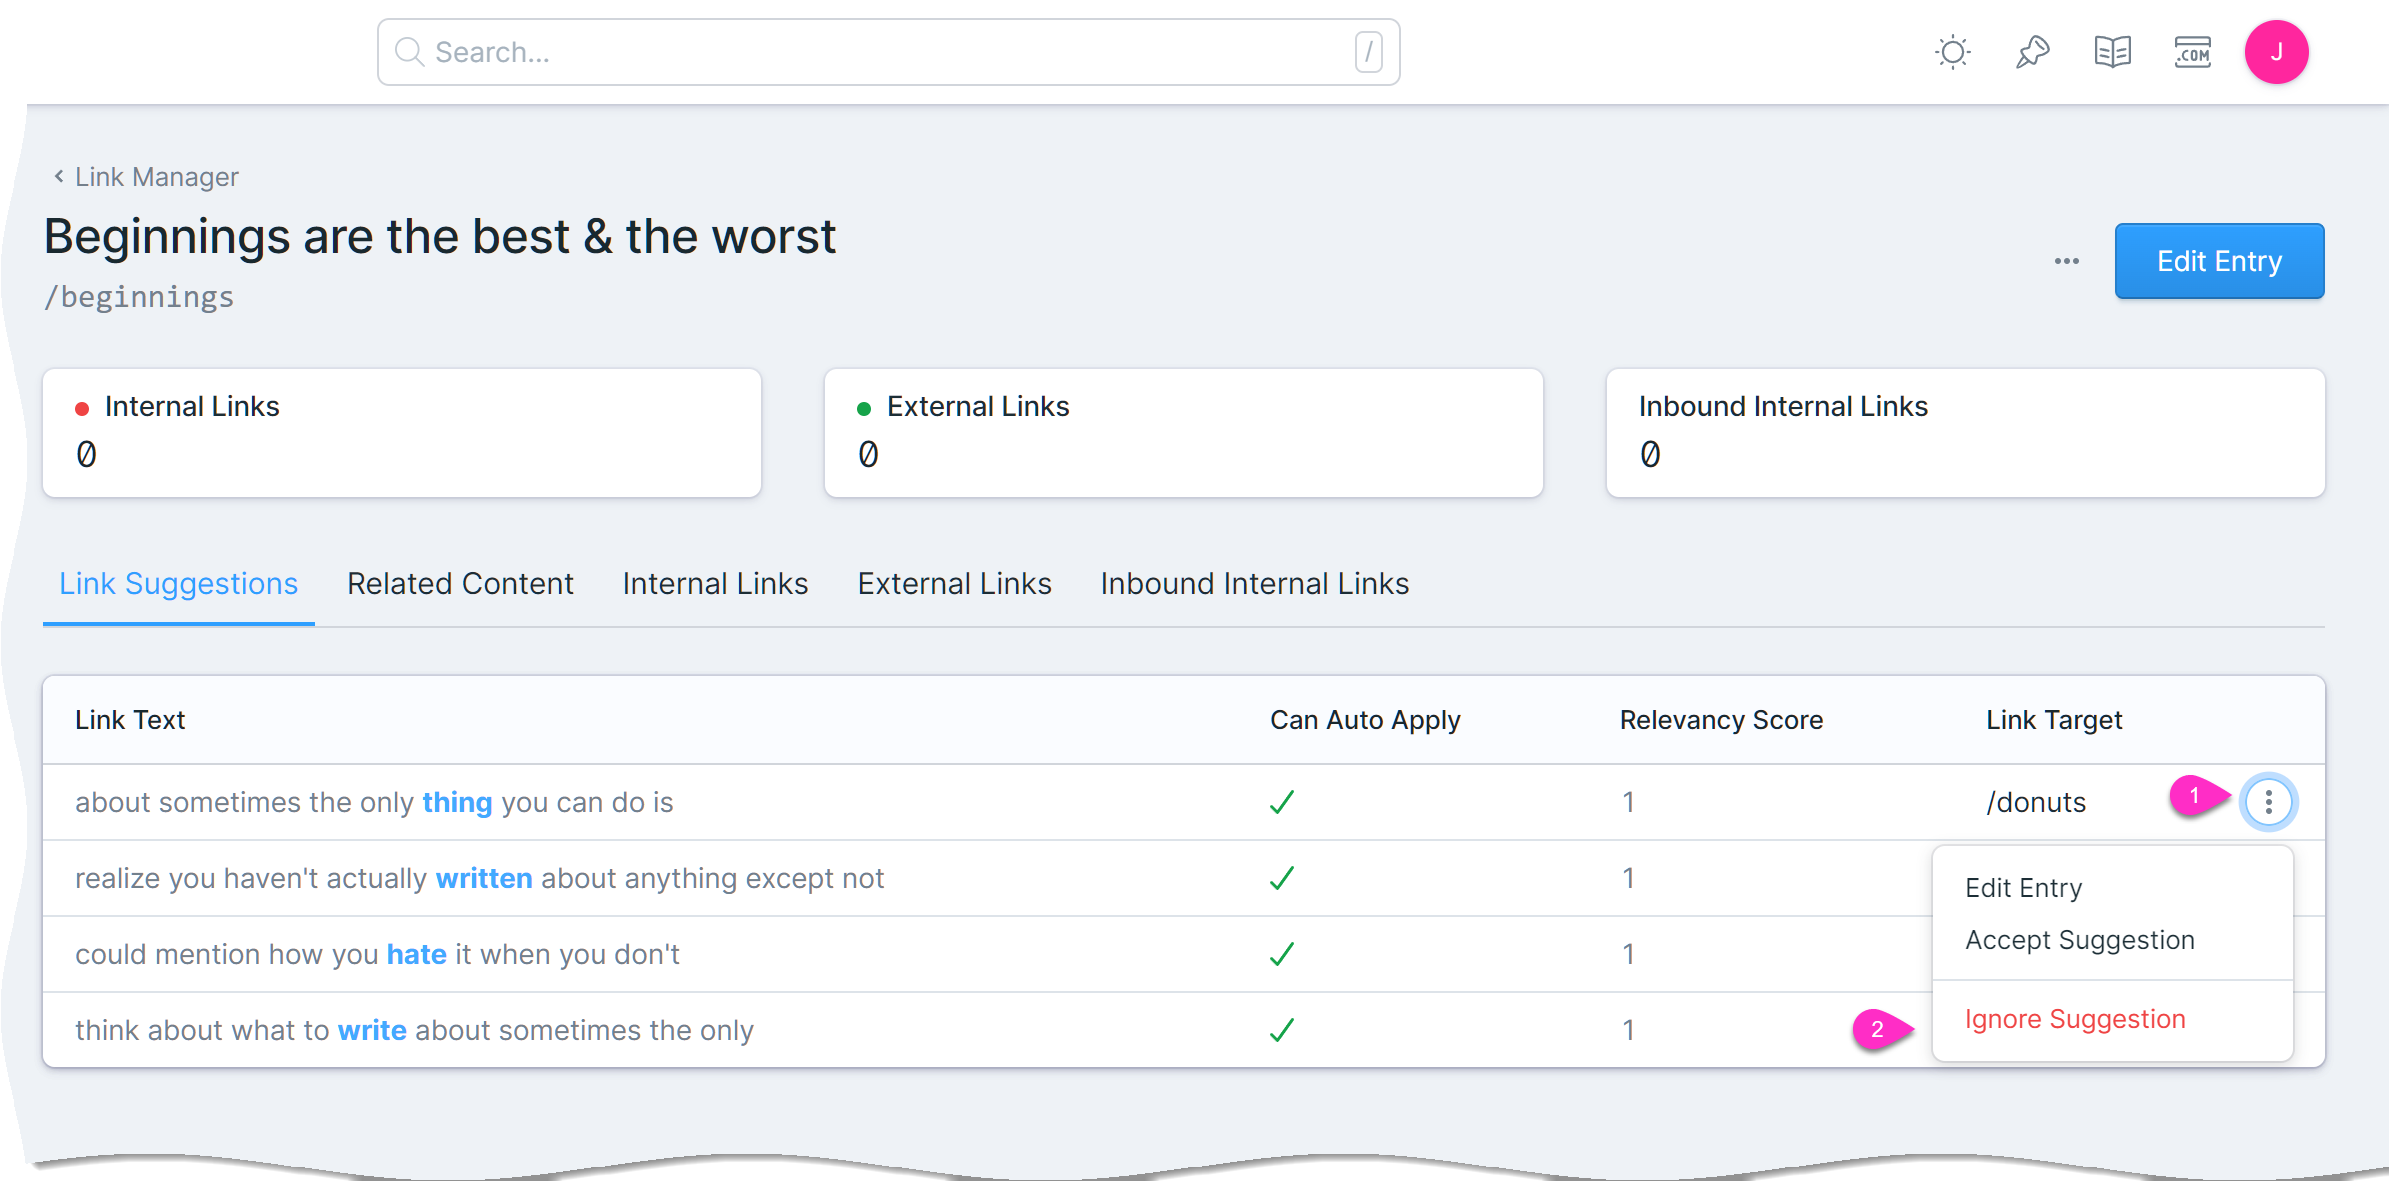 Search... /
.COM J
Link Manager
Beginnings are the best & the worst
/beginnings
Edit Entry
Internal Links
0
External Links
0
Inbound Internal Links
0
Link Suggestions Related Content Internal Links External Links Inbound Internal Links
Link Text Can Auto Apply Relevancy Score Link Target
about sometimes the only thing you can do is 1 /donuts 1
realize you haven't actually written about anything except not 1
could mention how you hate it when you don't 1
think about what to write about sometimes the only 1
Edit Entry
Accept Suggestion
2 Ignore Suggestion